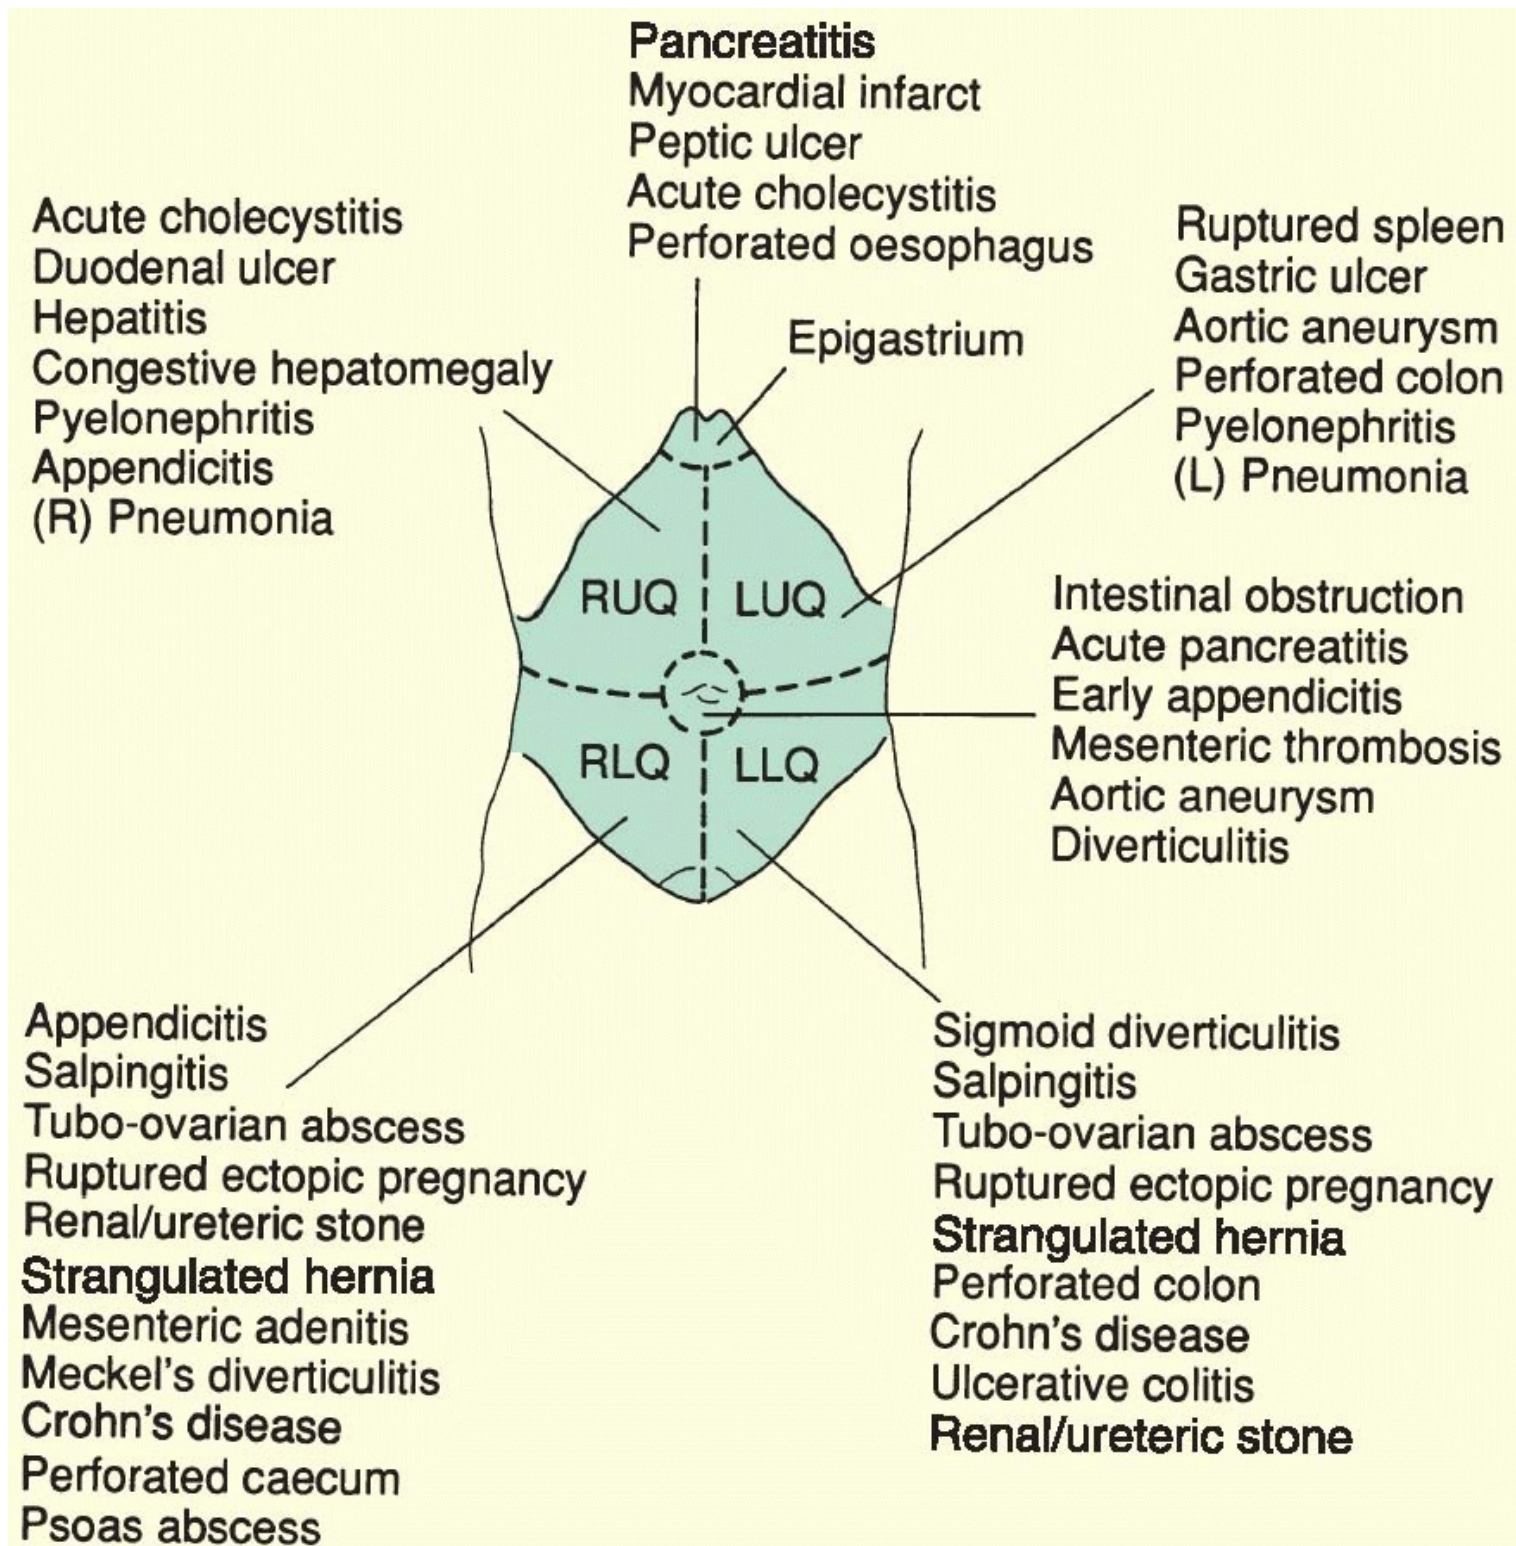 Pancreatitis
Myocardial infarct
Peptic ulcer
Acute cholecystitis
Perforated oesophagus
Acute cholecystitis
Duodenal ulcer
Hepatitis
Congestive hepatomegaly
Pyelonephritis
Appendicitis
(R) Pneumonia
Epigastrium
Ruptured spleen
Gastric ulcer
Aortic aneurysm
Perforated colon
Pyelonephritis
(L) Pneumonia
RUQ
LUQ
RLQ
LLQ
Intestinal obstruction
Acute pancreatitis
Early appendicitis
Mesenteric thrombosis
Aortic aneurysm
Diverticulitis
Appendicitis
Salpingitis
Tubo-ovarian abscess
Ruptured ectopic pregnancy
Renal/ureteric stone
Strangulated hernia
Mesenteric adenitis
Meckel's diverticulitis
Crohn's disease
Perforated caecum
Psoas abscess
Sigmoid diverticulitis
Salpingitis
Tubo-ovarian abscess
Ruptured ectopic pregnancy
Strangulated hernia
Perforated colon
Crohn's disease
Ulcerative colitis
Renal/ureteric stone